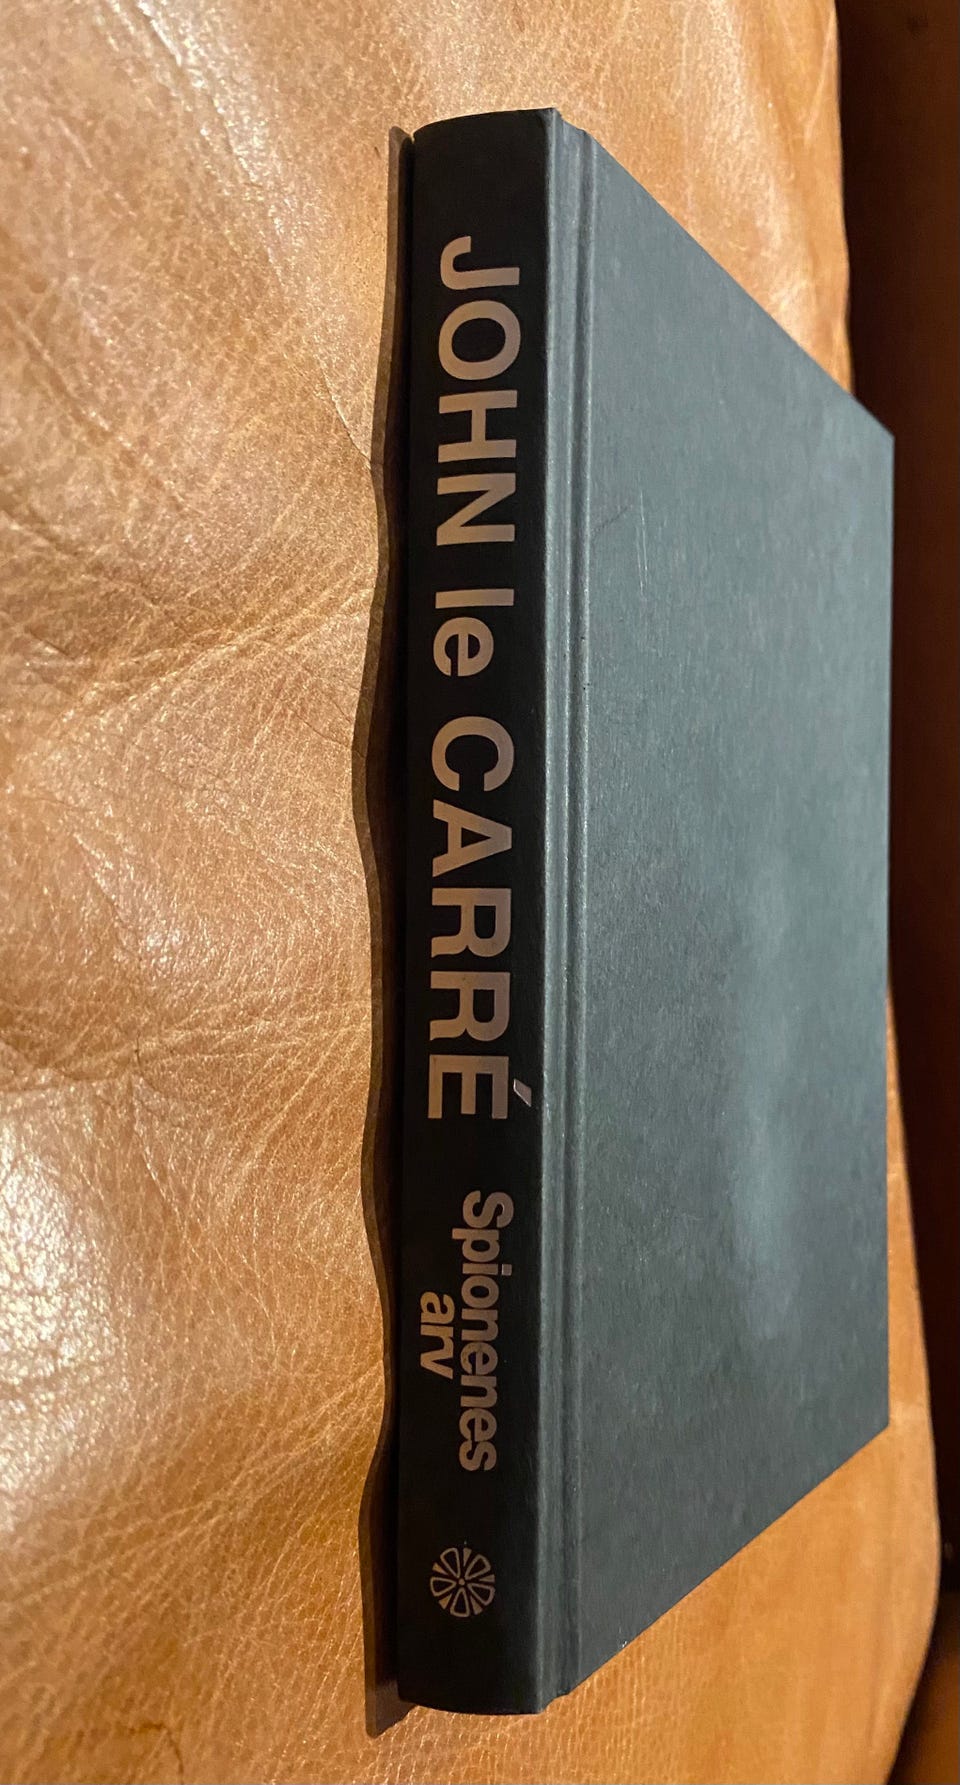 JOHN le CARRÉ
Spionenes
arv